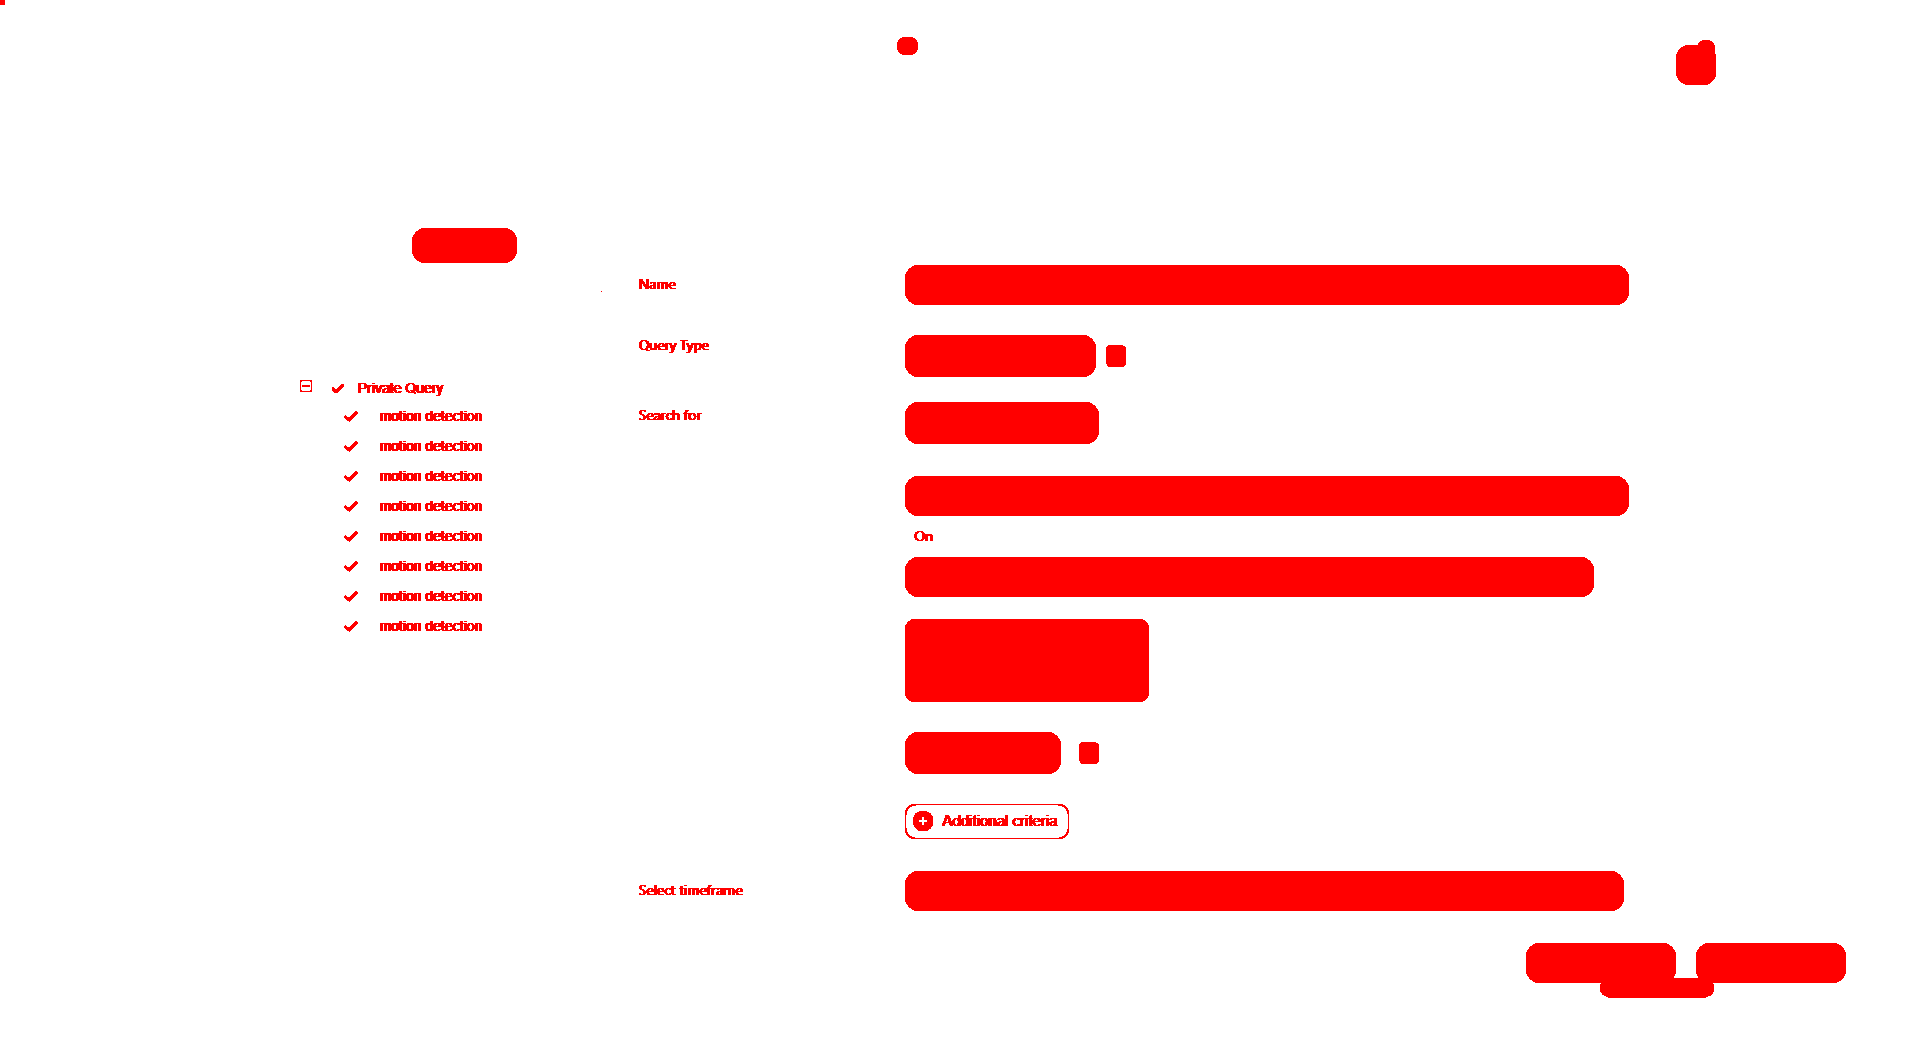 Name
Query Type
Private Query
motion detection
Search for
motion detection
motion detection
motion detection
motion detection
On
motion detection
motion detection
motion detection
Additional criteria
Select timeframe